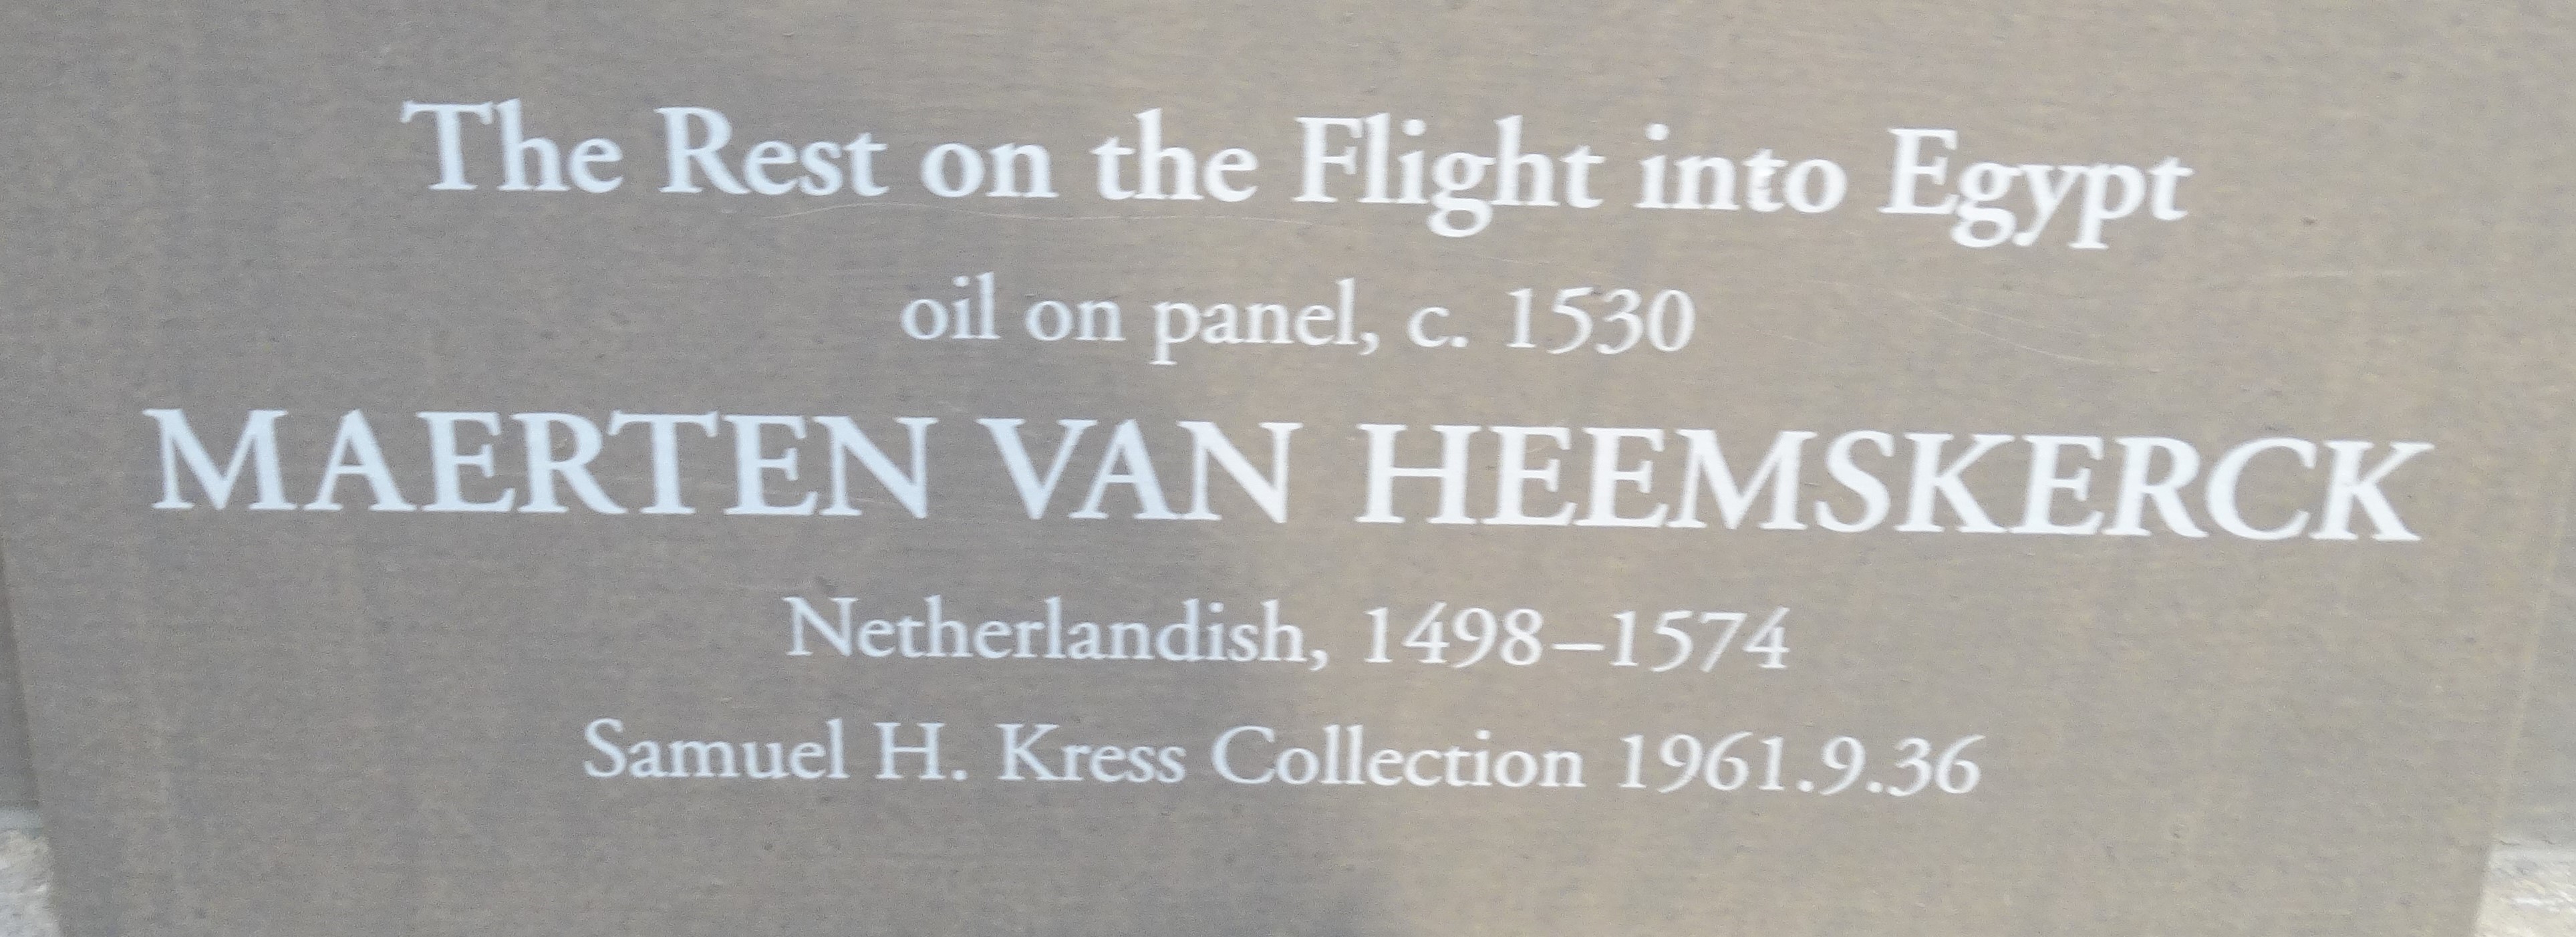 The Rest on the Flight into Egypt
oil on panel, c. 1530
MAERTEN VAN HEEMSKERCK
Netherlandish, 1498–1574
Samuel H. Kress Collection 1961.9.36